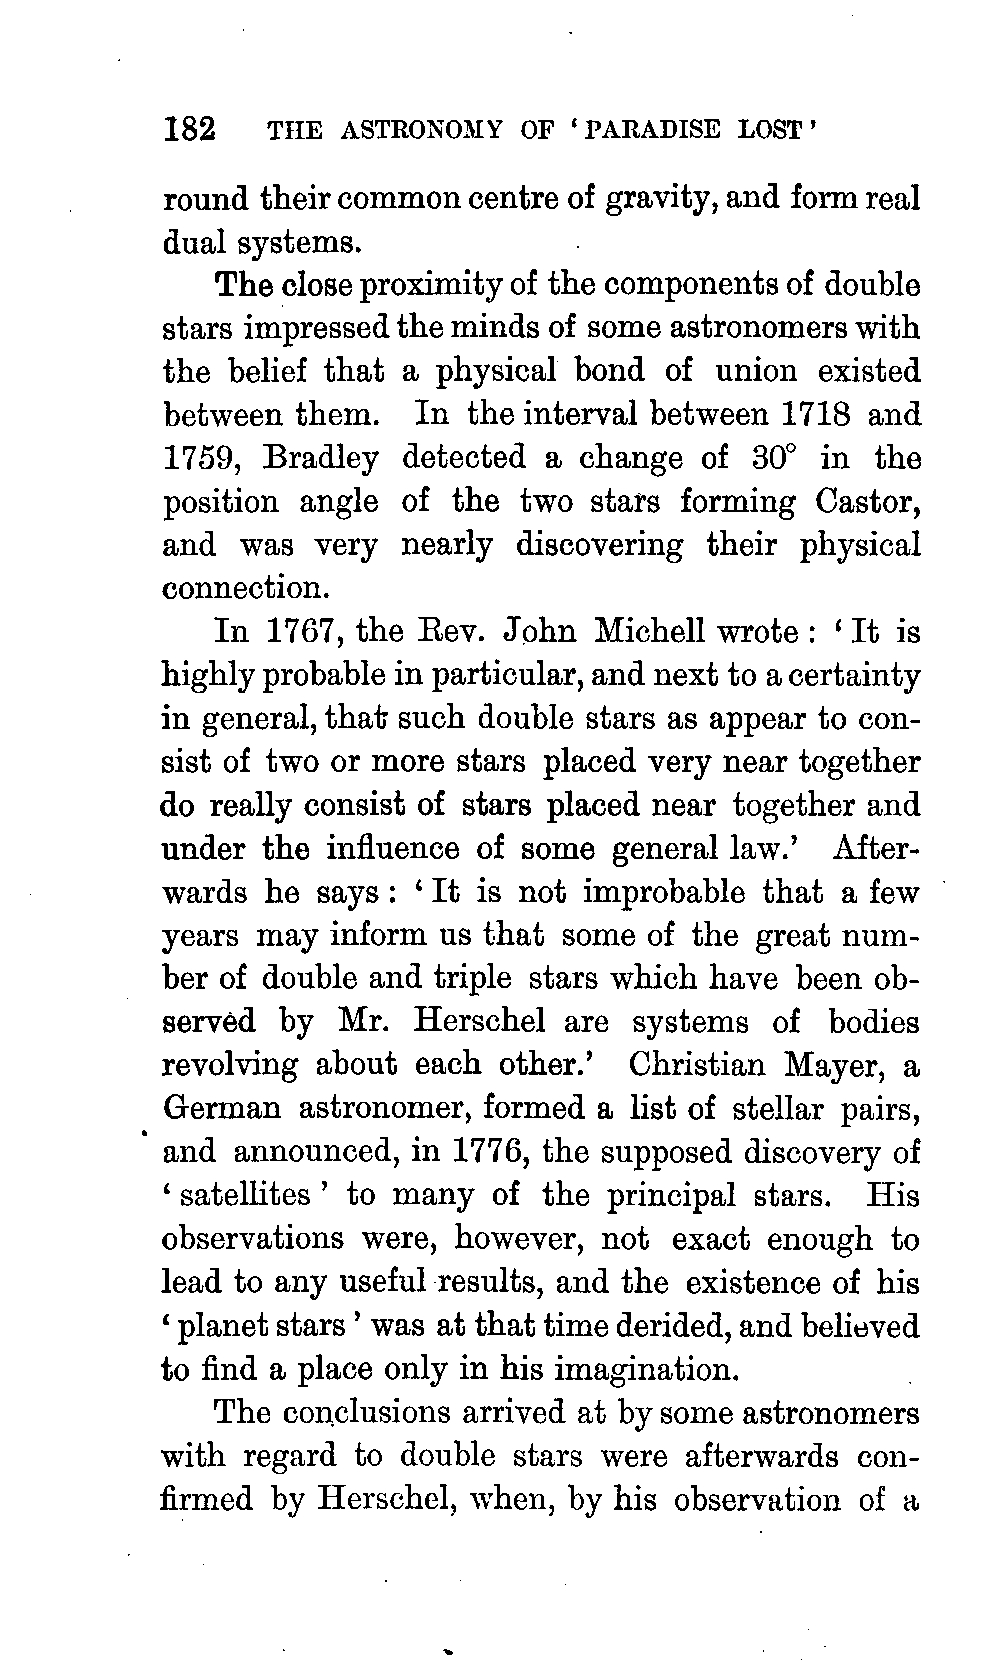 182 THE ASTRONOMY OF ‘PARADISE LOST’
round their common centre of gravity, and form real
dual systems.
The close proximity of the components of double
stars impressed the minds of some astronomers with
the belief that a physical bond of union existed
between them. In the interval between 1718 and
1759, Bradley detected a change of 30° in the
position angle of the two stars forming Castor,
and was very nearly discovering their physical
connection.
In 1767, the Rev. John Michell wrote : ‘ It is
highly probable in particular, and next to a certainty
in general, that such double stars as appear to con-
sist of two or more stars placed very near together
do really consist of stars placed near together and
under the influence of some general law.’ After-
wards he says : ‘ It is not improbable that a few
years may inform us that some of the great num-
ber of double and triple stars which have been ob-
served by Mr. Herschel are systems of bodies
revolving about each other.’ Christian Mayer, a
German astronomer, formed a list of stellar pairs,
and announced, in 1776, the supposed discovery of
‘ satellites ’ to many of the principal stars. His
observations were, however, not exact enough to
lead to any useful results, and the existence of his
‘ planet stars ’ was at that time derided, and believed
to find a place only in his imagination.
The conclusions arrived at by some astronomers
with regard to double stars were afterwards con-
firmed by Herschel, when, by his observation of a